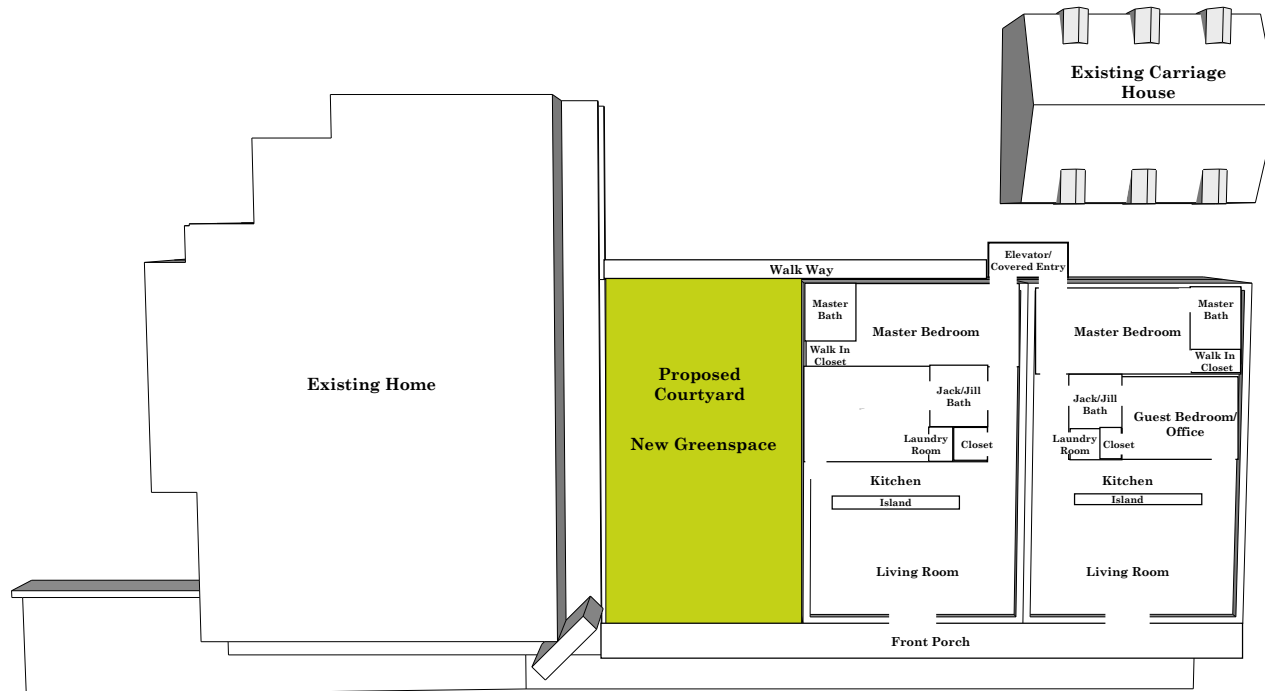 Existing Carriage
House
Elevator/
Covered Entry
Walk Way
Master
Bath
Master Bedroom
Walk In
Closet
Master Bedroom
Master
Bath
Walk In
Closet
Existing Home
Proposed
Courtyard
New Greenspace
Jack/Jill
Bath
Laundry
Room
Closet
Jack/Jill
Bath
Guest Bedroom/
Office
Laundry
Room
Closet
Kitchen
Island
Kitchen
Island
Living Room
Living Room
Front Porch